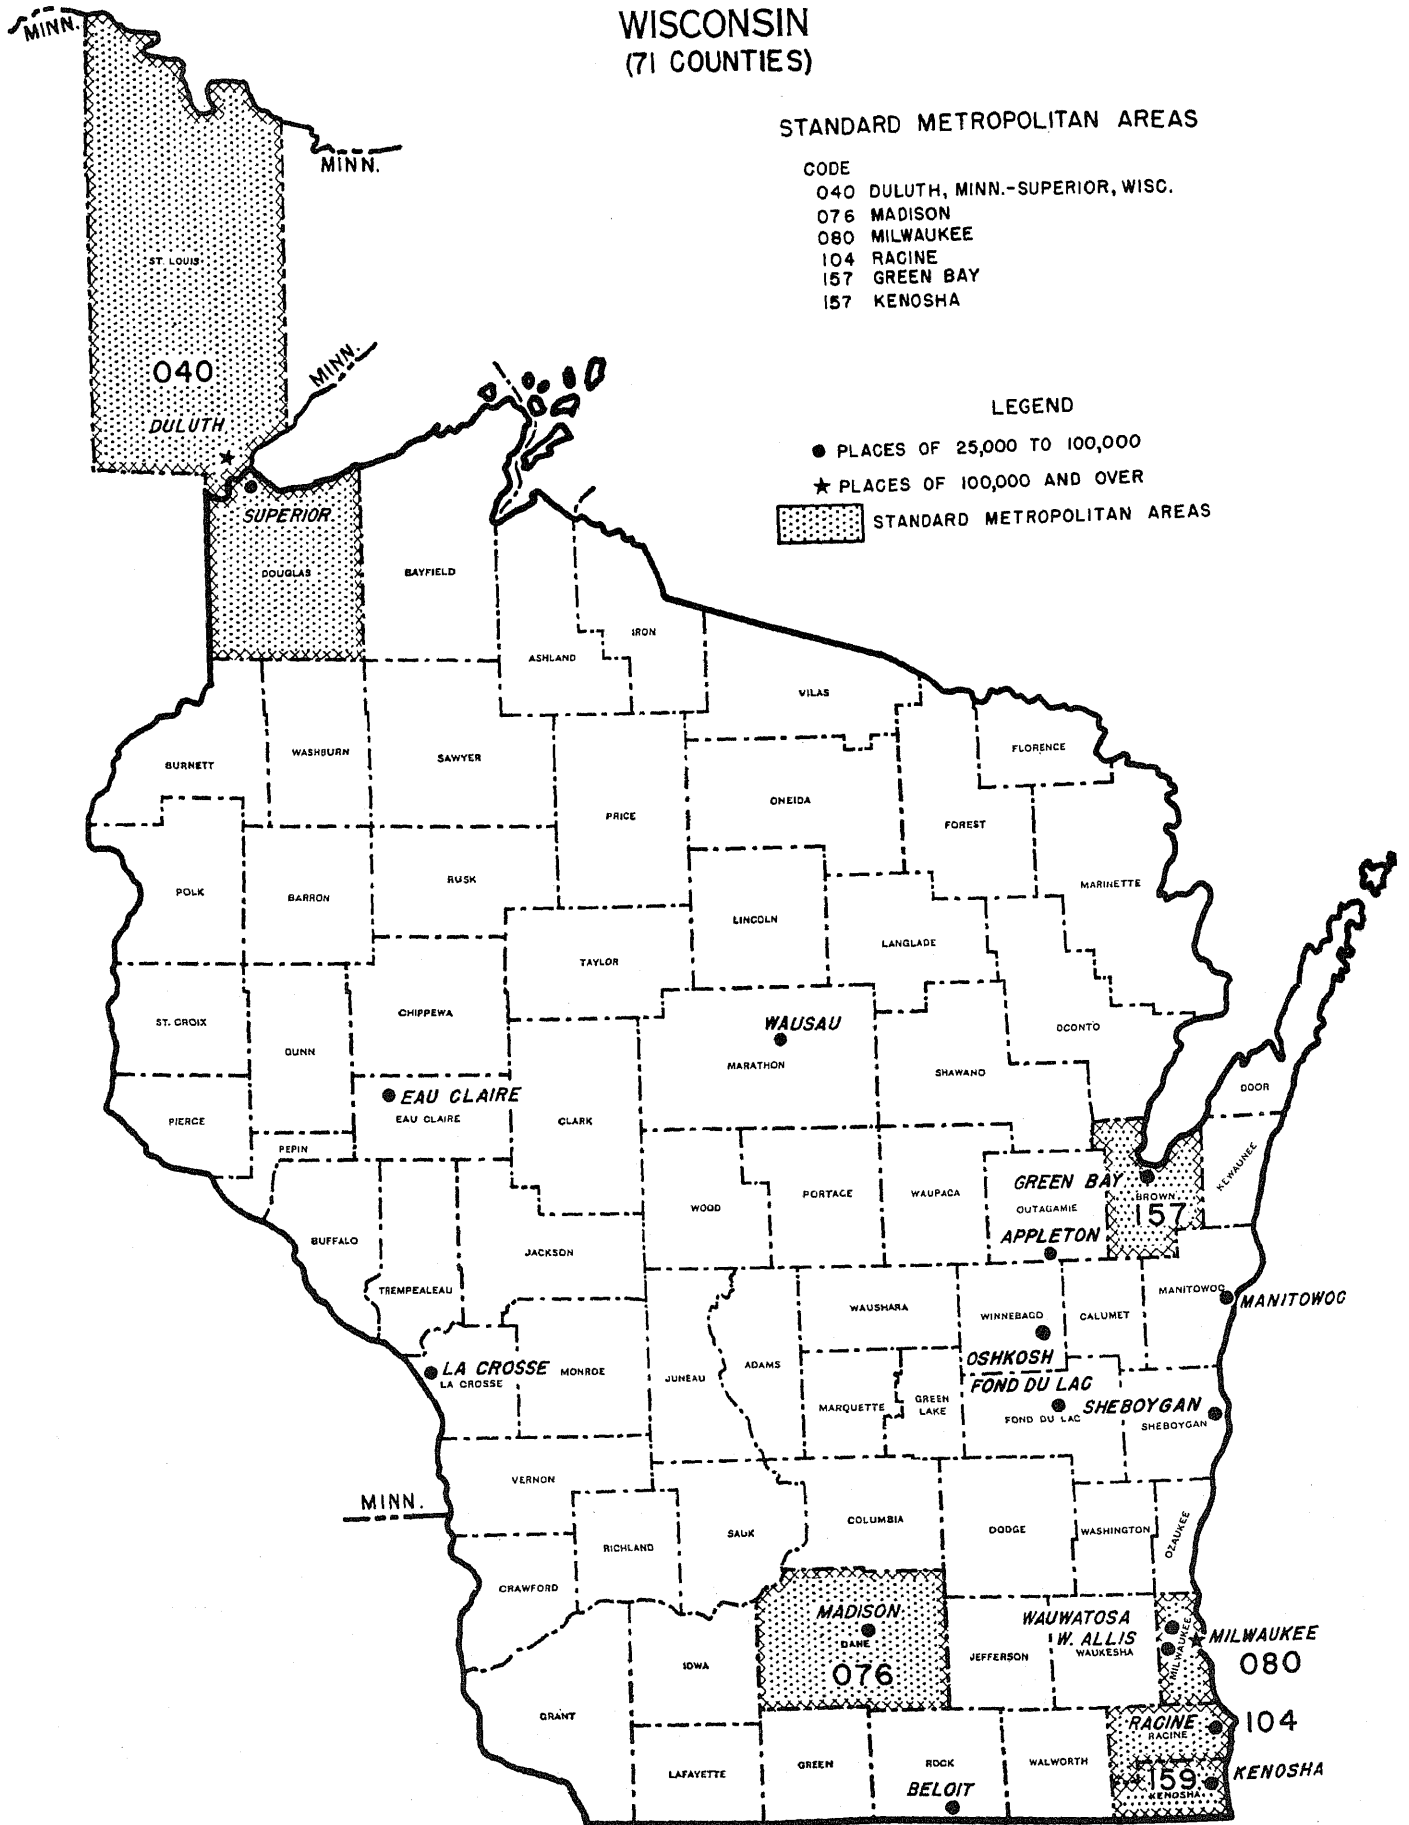 WISCONSIN
(71 COUNTIES)
MINN.
STANDARD METROPOLITAN AREAS
CODE
040 DULUTH, MINN.-SUPERIOR, WISC.
076 MADISON
080 MILWAUKEE
104 RACINE
157 GREEN BAY
157 KENOSHA
MINN.
ST. LOUIS
040
MINN.
DULUTH
LEGEND
PLACES OF 25,000 TO 100,000
PLACES OF 100,000 AND OVER
STANDARD METROPOLITAN AREAS
SUPERIOR
DOUGLAS
BAYFIELD
ASHLAND
IRON
VILAS
BURNETT
WASHBURN
SAWYER
FLORENCE
PRICE
ONEIDA
FOREST
POLK
BARRON
RUSK
MARINETTE
LINCOLN
LANGLADE
TAYLOR
ST. CROIX
DUNN
CHIPPEWA
WAUSAU
MARATHON
OCONTO
SHAWANO
DOOR
EAU CLAIRE
EAU CLAIRE
CLARK
PIERCE
PEPIN
KEWAUNEE
WOOD
PORTAGE
WAUPACA
GREEN BAY
BROWN
157
OUTAGAMIE
APPLETON
BUFFALO
TREMPEALEAU
JACKSON
WAUSHARA
WINNEBAGO
CALUMET
MANITOWOC
MANITOWOC
OSHKOSH
LA CROSSE
LA CROSSE
MONROE
JUNEAU
ADAMS
MARQUETTE
GREEN
LAKE
FOND DU LAC
FOND DU LAC
SHEBOYGAN
SHEBOYGAN
VERNON
MINN.
RICHLAND
SAUK
COLUMBIA
DODGE
WASHINGTON
OZAUKEE
CRAWFORD
MADISON
DANE
076
WAUWATOSA
W. ALLIS
WAUKESHA
MILWAUKEE
MILWAUKEE
080
IOWA
JEFFERSON
GRANT
RACINE
RACINE
104
LAFAYETTE
GREEN
ROCK
BELOIT
WALWORTH
159
KENOSHA
KENOSHA